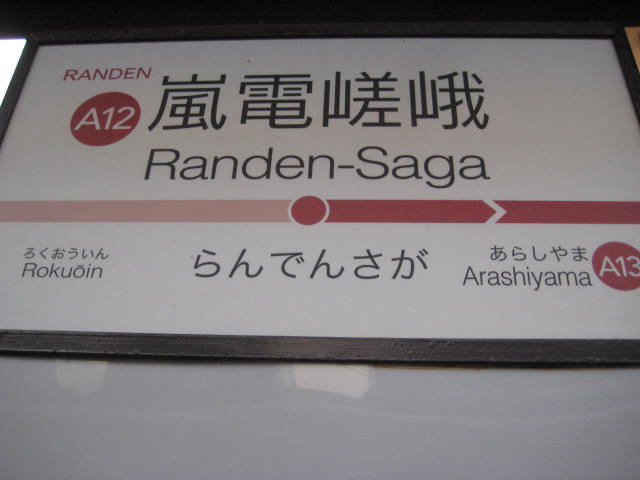 RANDEN
A12 嵐電嵯峨
Randen-Saga
ろくおういん
Rokuōin
らんでんさが
あらしやま
Arashiyama
A13